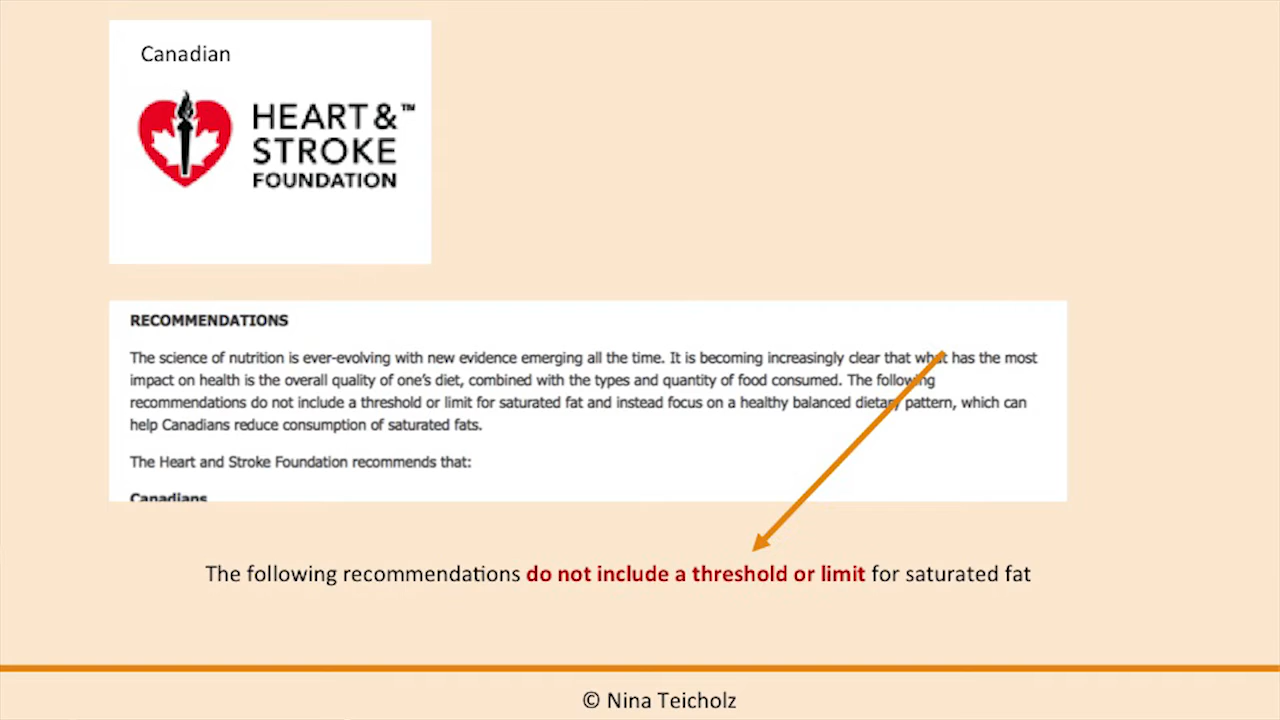 Canadian
HEART &™
STROKE
FOUNDATION
RECOMMENDATIONS
The science of nutrition is ever-evolving with new evidence emerging all the time. It is becoming increasingly clear that what has the most
impact on health is the overall quality of one's diet, combined with the types and quantity of food consumed. The following
recommendations do not include a threshold or limit for saturated fat and instead focus on a healthy balanced dietary pattern, which can
help Canadians reduce consumption of saturated fats.
The Heart and Stroke Foundation recommends that:
Canadians
The following recommendations do not include a threshold or limit for saturated fat
© Nina Teicholz